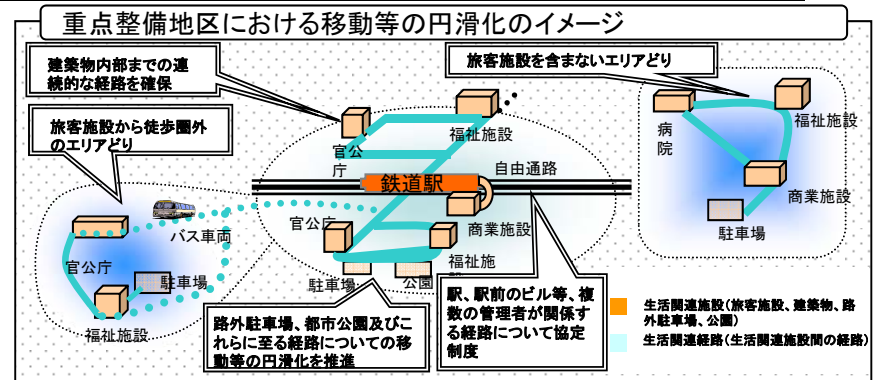 重点整備地区における移動等の円滑化のイメージ
建築物内部までの連
続的な経路を確保
旅客施設を含まないエリアどり
旅客施設から徒歩圏外
のエリアどり
官公
庁
福祉施設
病
院
福祉施設
自由通路
鉄道駅
商業施設
駐車場
バス車両
官公庁
商業施設
官公庁
駐車場
福祉施設
駐車場
公園
福祉施
設
路外駐車場、都市公園及びこ
れらに至る経路についての移
動等の円滑化を推進
駅、駅前のビル等、複
数の管理者が関係す
る経路について協定
制度
生活関連施設(旅客施設、建築物、路
外駐車場、公園)
生活関連経路(生活関連施設間の経路)